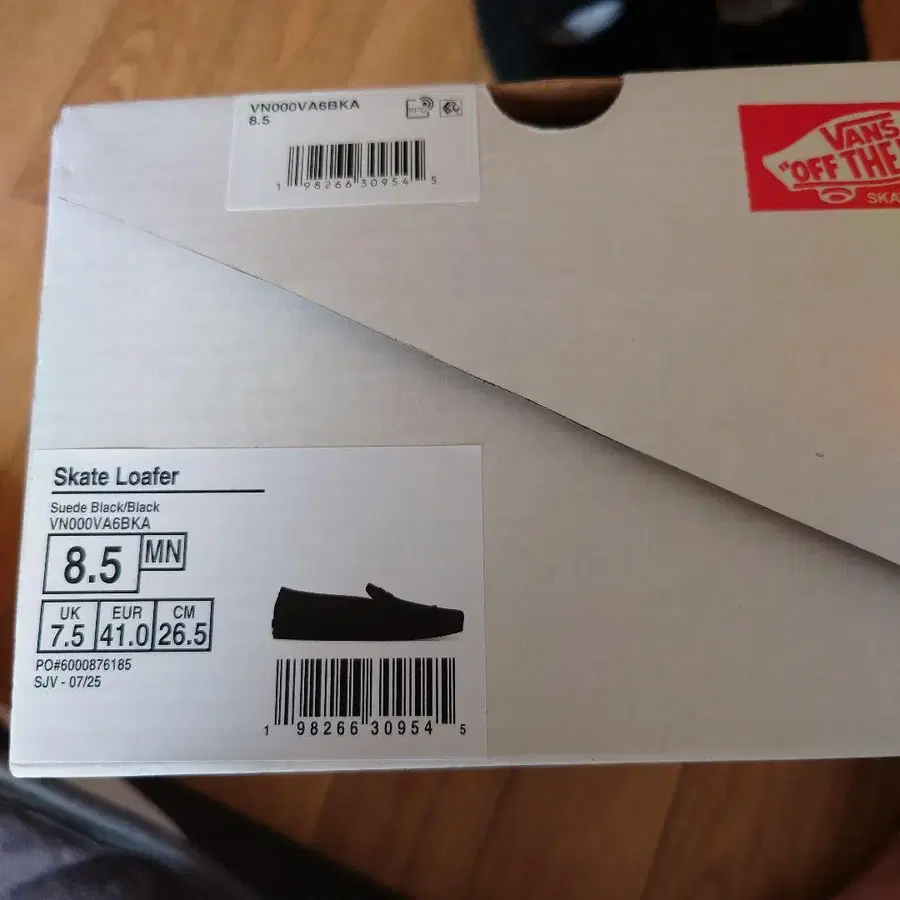 VN000VA6BKA
8.5
1 98266 30954 5
VANS
"OFF THE
SKA
Skate Loafer
Suede Black/Black
VN000VA6BKA
8.5 MN
UK EUR CM
7.5 41.0 26.5
PO#6000876185
SJV - 07/25
1 98266 30954 5